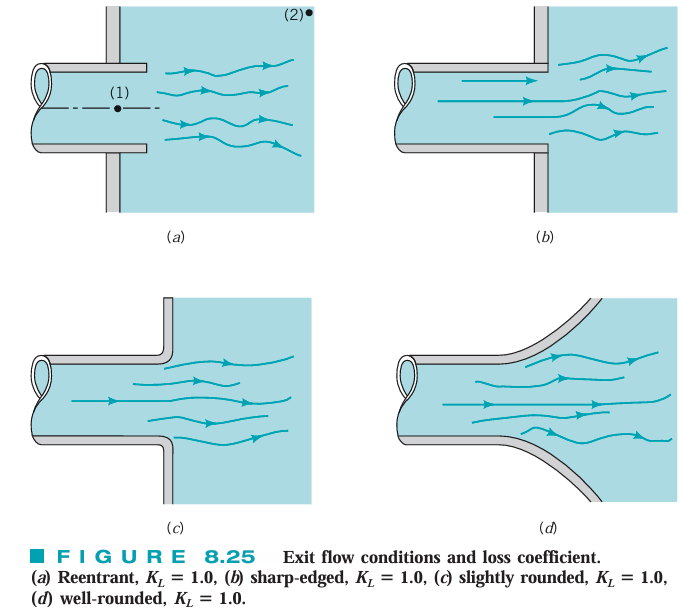 (2)
(1)
(a)
(b)
(c)
(d)
FIGURE 8.25 Exit flow conditions and loss coefficient.
(a) Reentrant, K_L = 1.0, (b) sharp-edged, K_L = 1.0, (c) slightly rounded, K_L = 1.0,
(d) well-rounded, K_L = 1.0.